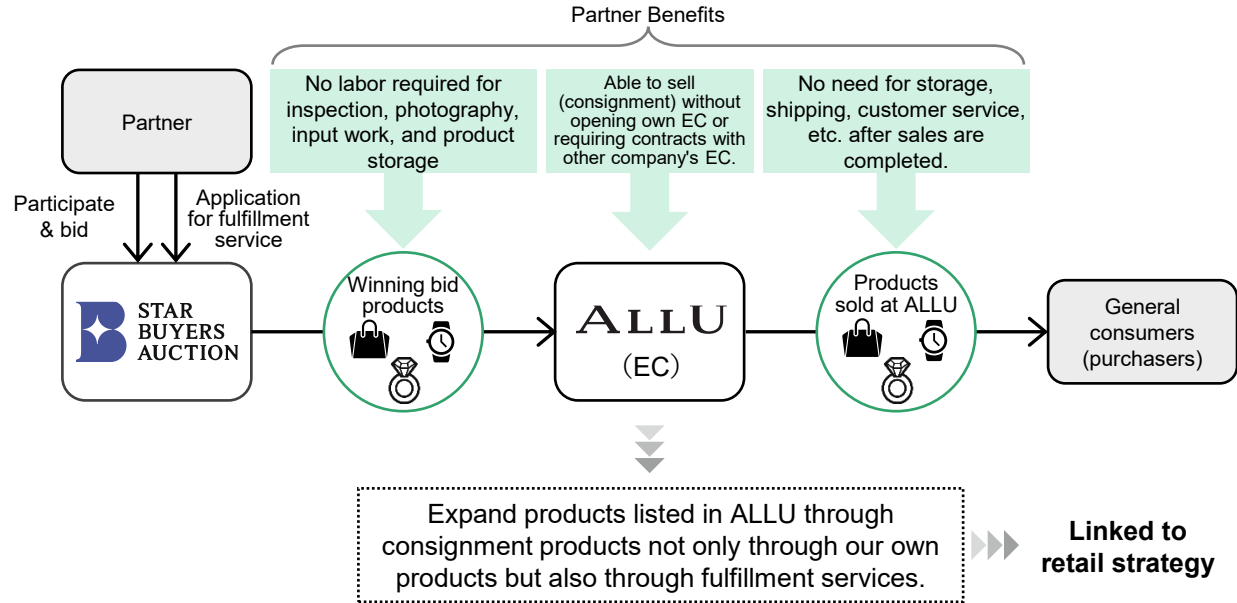 Partner Benefits
Partner
No labor required for
inspection, photography,
input work, and product
storage
Able to sell
(consignment) without
opening own EC or
requiring contracts with
other company's EC.
No need for storage,
shipping, customer service,
etc. after sales are
completed.
Participate
& bid
Application
for fulfillment
service
STAR
BUYERS
AUCTION
Winning bid
products
ALLU
(EC)
Products
sold at ALLU
General
consumers
(purchasers)
Expand products listed in ALLU through
consignment products not only through our own
products but also through fulfillment services.
Linked to
retail strategy